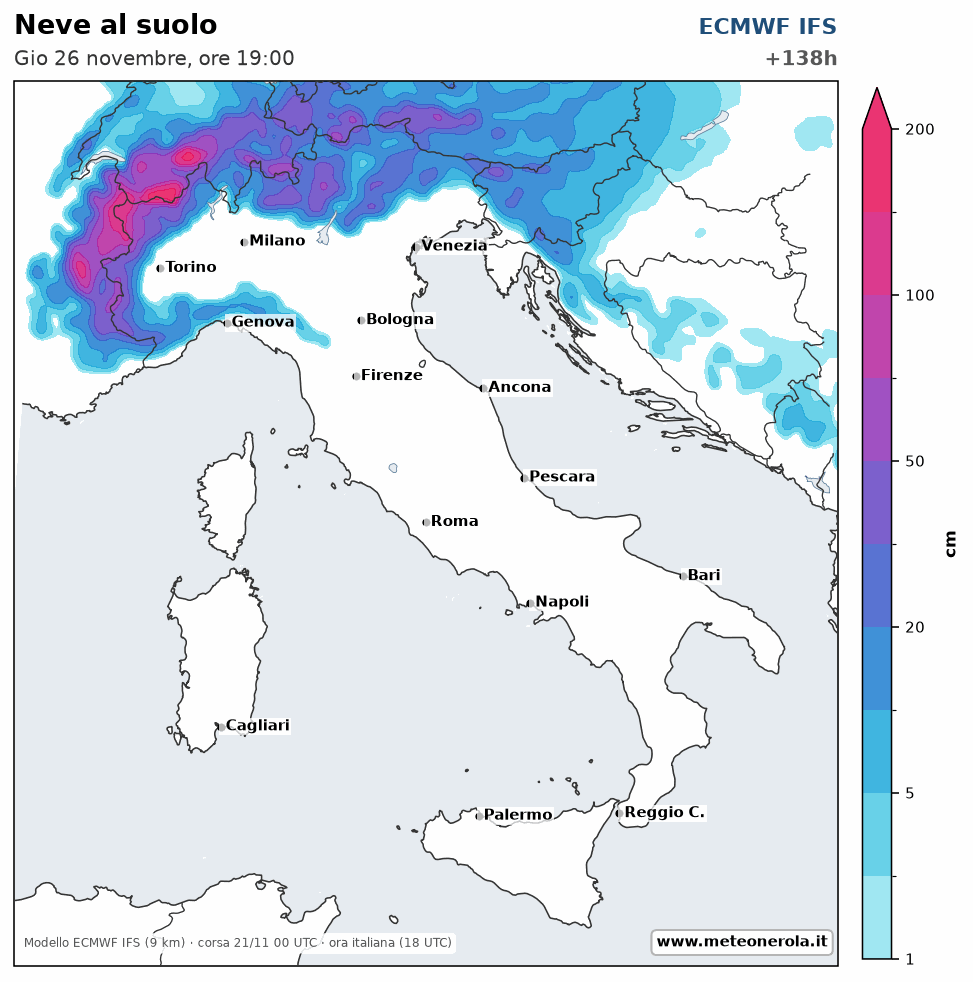 Neve al suolo
ECMWF IFS
Gio 26 novembre, ore 19:00
+138h
Milano
Venezia
Torino
Genova
Bologna
Firenze
Ancona
Pescara
Roma
Bari
Napoli
Cagliari
Palermo
Reggio C.
200
100
50
20
5
1
cm
Modello ECMWF IFS (9 km) · corsa 21/11 00 UTC · ora italiana (18 UTC)
www.meteonerola.it